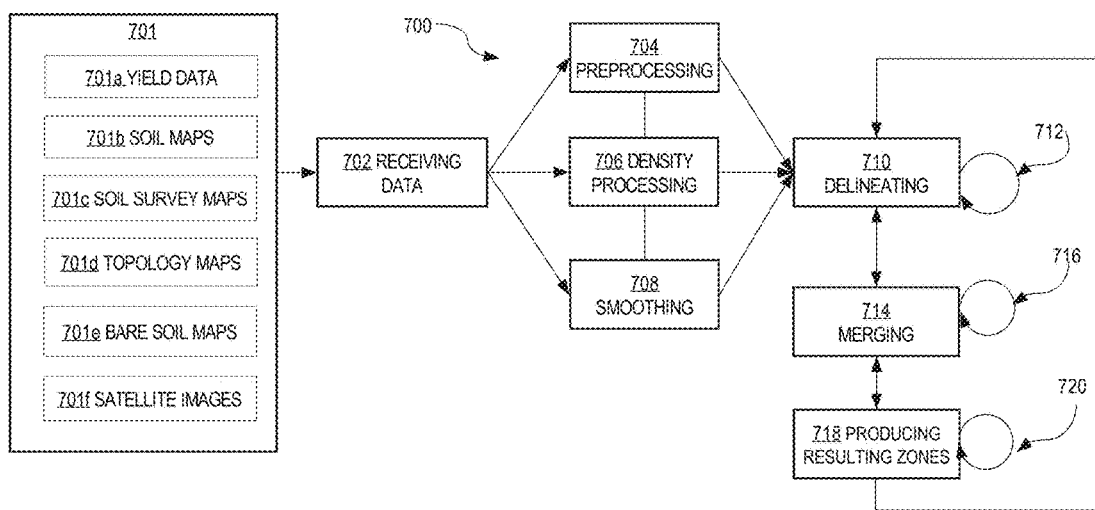 701
701a YIELD DATA
701b SOIL MAPS
701c SOIL SURVEY MAPS
701d TOPOLOGY MAPS
701e BARE SOIL MAPS
701f SATELLITE IMAGES
702 RECEIVING
DATA
700
704
PREPROCESSING
706 DENSITY
PROCESSING
708
SMOOTHING
710
DELINEATING
712
714
MERGING
716
718 PRODUCING
RESULTING ZONES
720